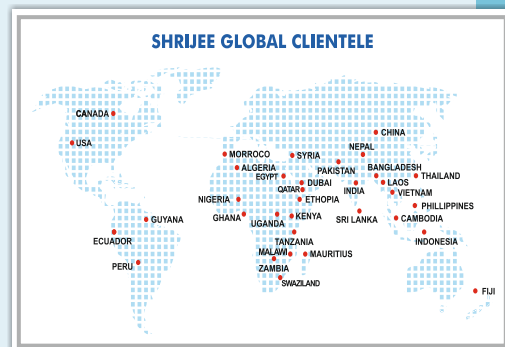 SHRIJEE GLOBAL CLIENTELE
CANADA
USA
CHINA
MORROCO
SYRIA
NEPAL
ALGERIA
EGYPT
PAKISTAN
BANGLADESH
THAILAND
DUBAI
QATAR
INDIA
LAOS
VIETNAM
NIGERIA
ETHOPIA
PHILLIPPINES
GUYANA
GHANA
UGANDA
KENYA
SRI LANKA
CAMBODIA
ECUADOR
TANZANIA
INDONESIA
MALAWI
MAURITIUS
PERU
ZAMBIA
SWAZILAND
FIJI